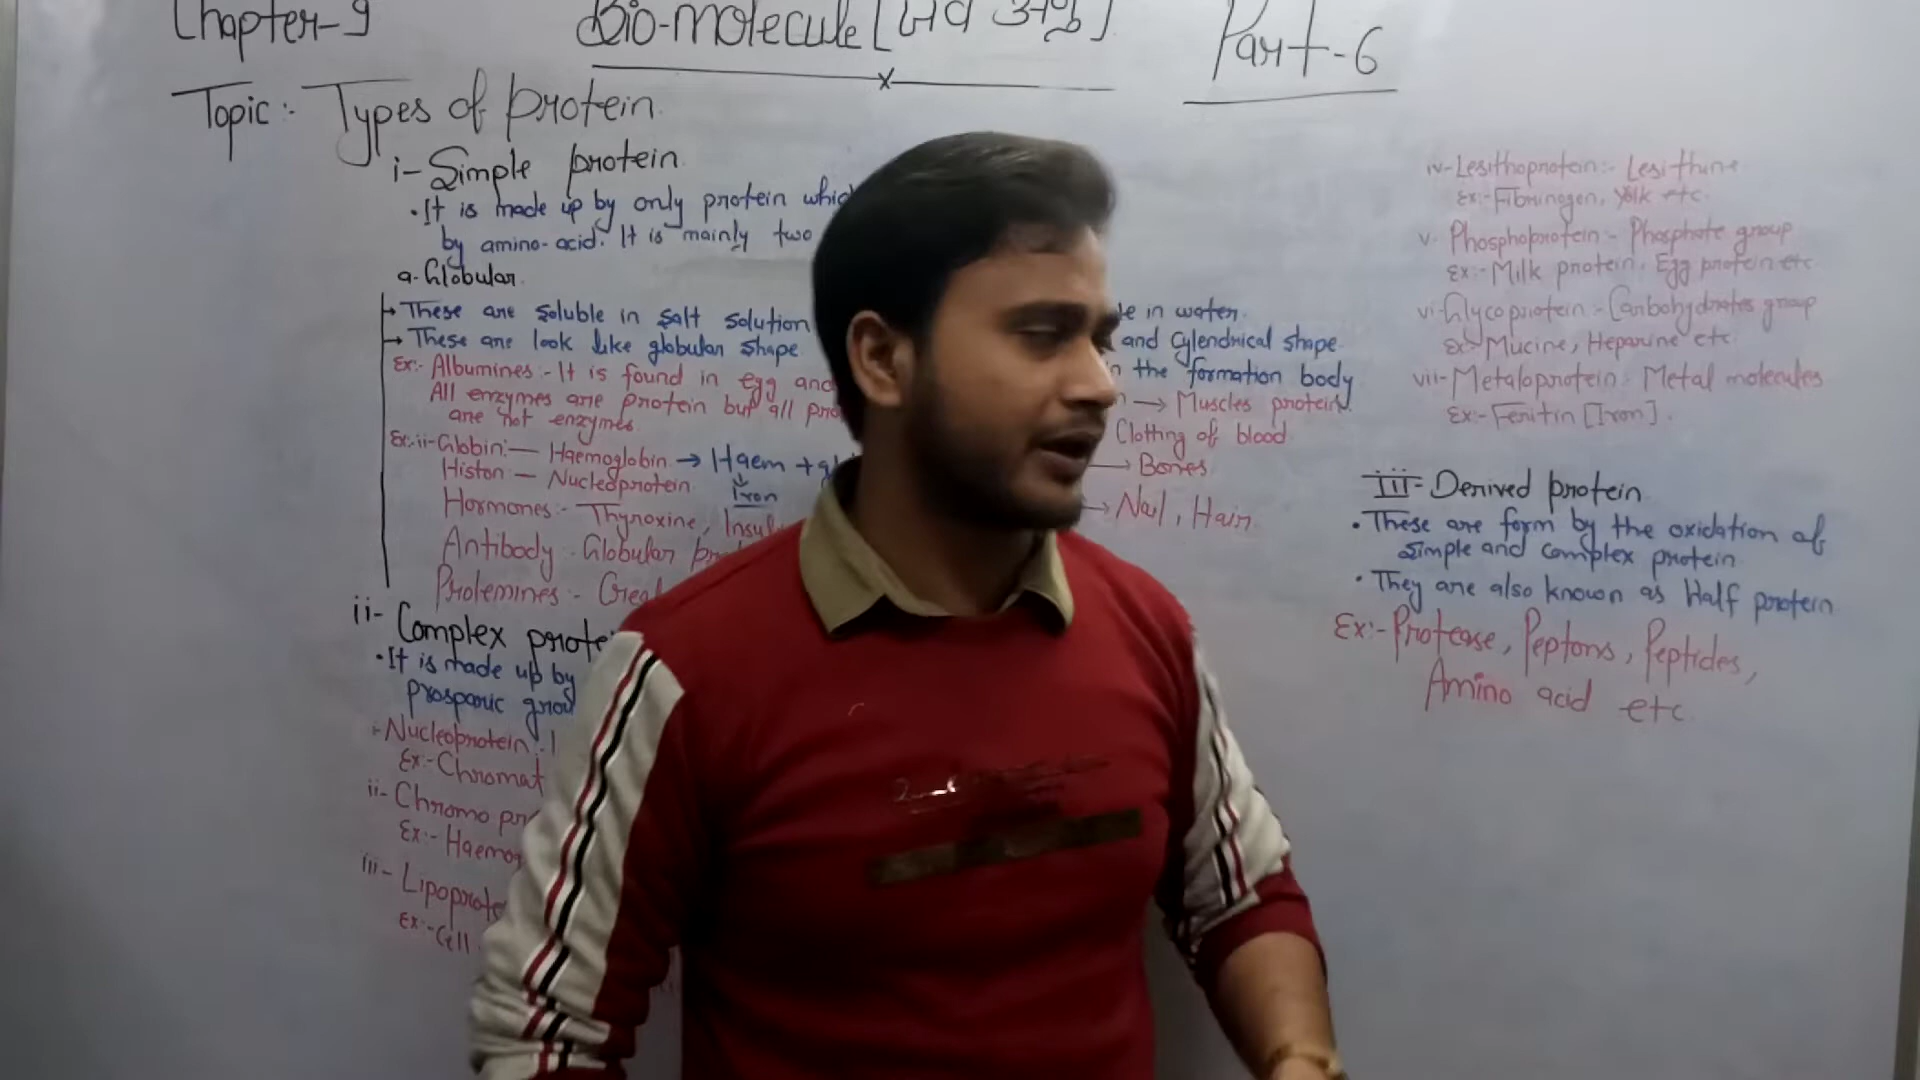 Chapter-9
Bio-molecule [जैव अणु]
Part-6
Topic:- Types of protein.
i- Simple protein.
• It is made up by only protein whic
by amino-acid. It is mainly two
a- Globular.
→ These are soluble in salt solution
→ These are look like globular shape
Ex:- Albumines:- It is found in egg and
All enzymes are protein but all pro
are not enzymes.
Ex:-ii-Globin:— Haemoglobin → Haem + gl
Iron
Histon — Nucleoprotein
Hormones:- Thyroxine, Insul
Antibody - Globular pr
Prolemines:-
ii- Complex prote
• It is made up by
prosparic grou
Nucleoprotein:-
Ex:- Chromat
ii- Chromo pr
Ex:- Haemog
iii- Lipoprote
Ex:- Cell
le in water.
and Cylendrical shape.
n the formation body
n → Muscles protein.
Clotting of blood
→ Bones
→ Nail, Hair
iv- Lesithoprotein:- Lesithine
Ex:- Fibrinogen, Yolk etc.
v- Phosphoprotein:- Phosphate group
Ex:- Milk protein, Egg protein etc
vi- Glycoprotein:- Carbohydrates group
Ex:- Mucine, Heparine etc.
vii- Metaloprotein:- Metal molecules
Ex:- Ferritin [Iron].
iii- Derived protein
• These are form by the oxidation of
simple and complex protein
• They are also known as Half protein
Ex:- Protease, Peptons, Peptides,
Amino acid etc.